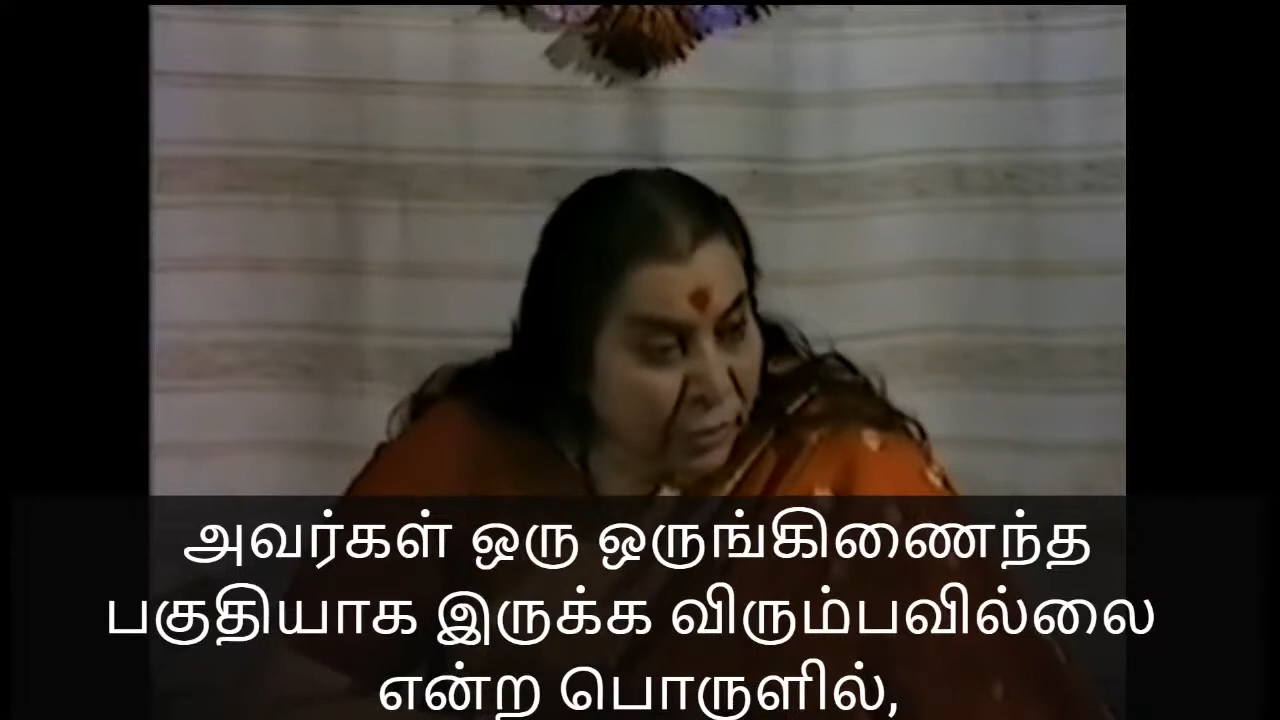 அவர்கள் ஒரு ஒருங்கிணைந்த
பகுதியாக இருக்க விரும்பவில்லை
என்ற பொருளில்,